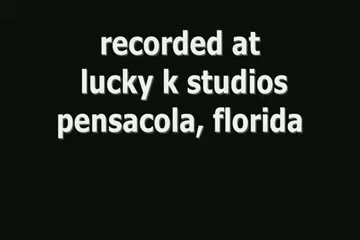 recorded at
lucky k studios
pensacola, florida